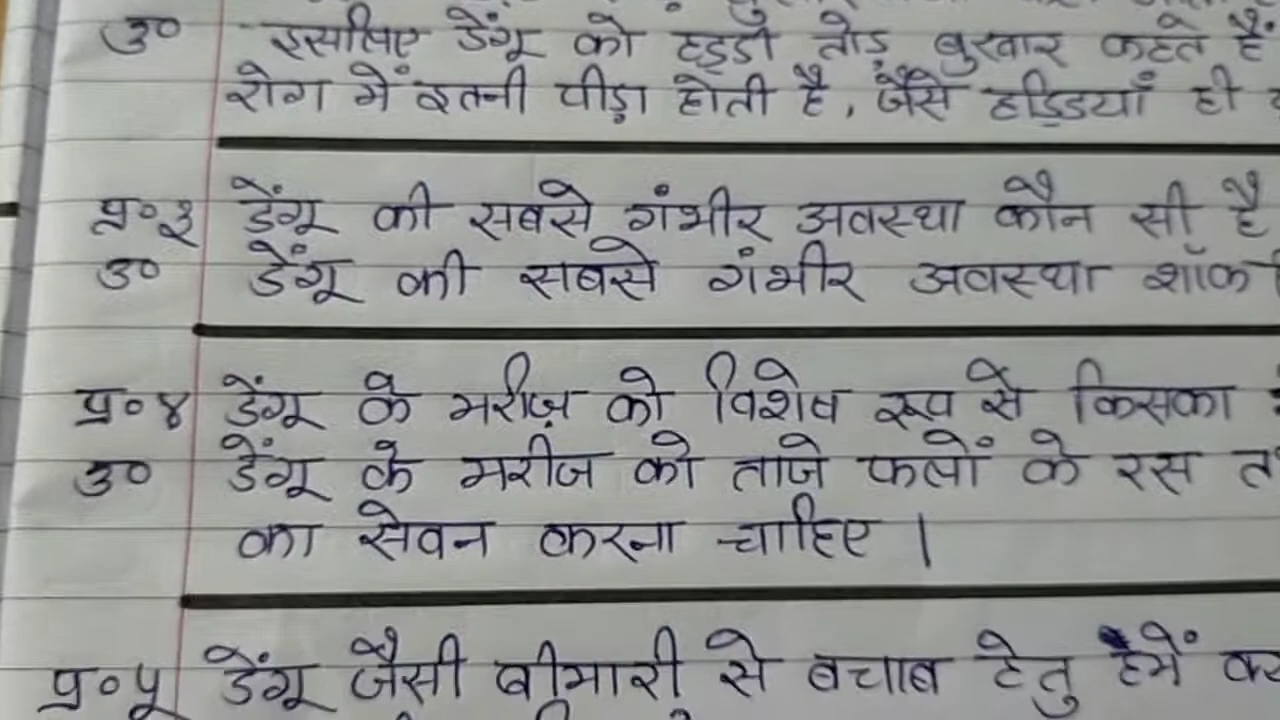 उ० इसलिए डेंगू को हड्डी तोड़ बुखार कहते हैं
रोग में इतनी पीड़ा होती है, जैसे हड्डियाँ ही
प्र०३ डेंगू की सबसे गंभीर अवस्था कौन सी है
उ० डेंगू की सबसे गंभीर अवस्था शॉक
प्र०४ डेंगू के मरीज़ को विशेष रूप से किसका
उ० डेंगू के मरीज को ताजे फलों के रस
का सेवन करना चाहिए ।
प्र०५ डेंगू जैसी बीमारी से बचाब हेतु हमें